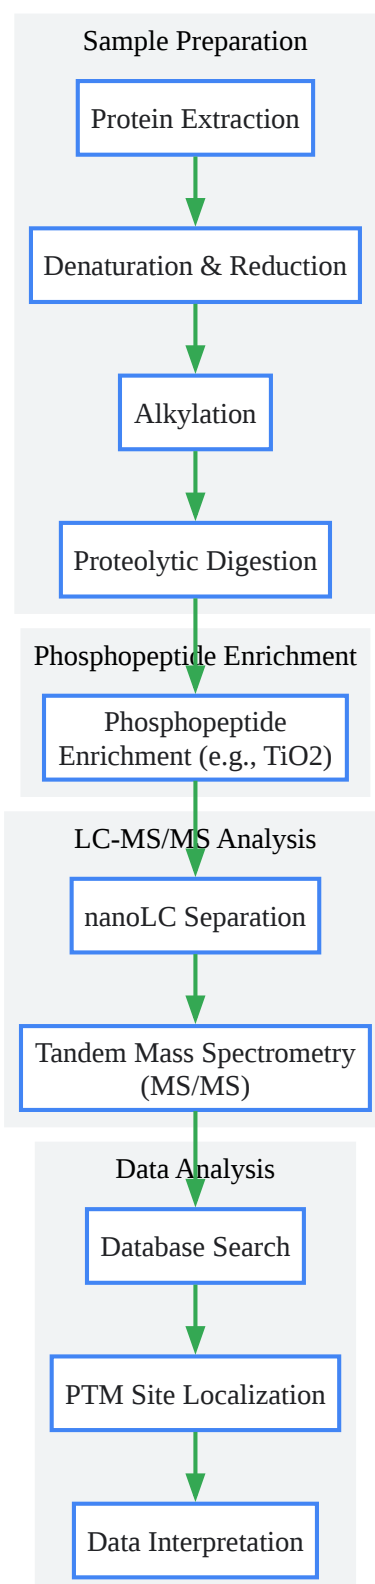 Sample Preparation
Protein Extraction
Denaturation & Reduction
Alkylation
Proteolytic Digestion
Phosphopeptide Enrichment
Phosphopeptide
Enrichment (e.g., TiO2)
LC-MS/MS Analysis
nanoLC Separation
Tandem Mass Spectrometry
(MS/MS)
Data Analysis
Database Search
PTM Site Localization
Data Interpretation